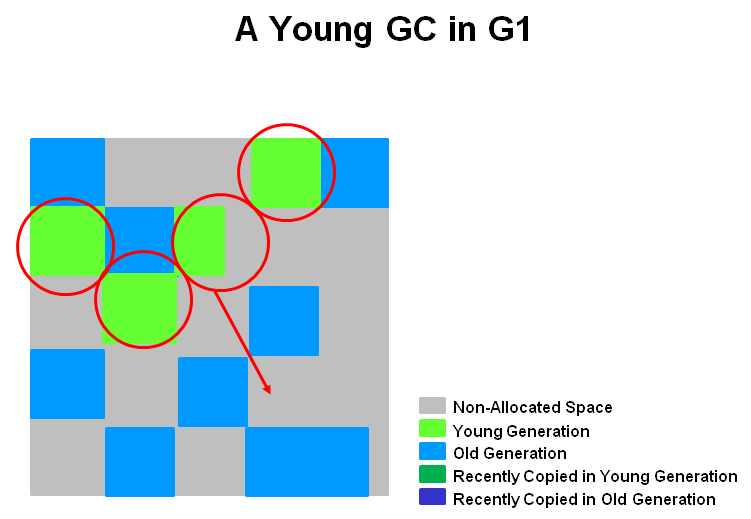 A Young GC in G1
Non-Allocated Space
Young Generation
Old Generation
Recently Copied in Young Generation
Recently Copied in Old Generation